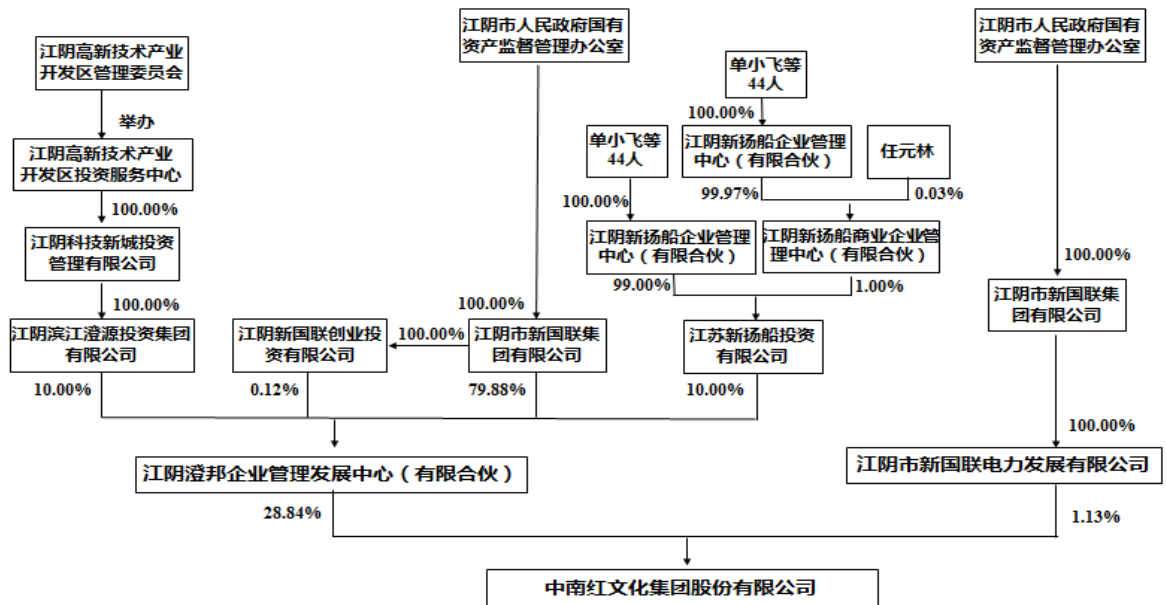 江阴高新技术产业
开发区管理委员会
江阴市人民政府国有
资产监督管理办公室
江阴市人民政府国有
资产监督管理办公室
单小飞等
44人
举办
100.00%
江阴高新技术产业
开发区投资服务中心
单小飞等
44人
江阴新扬船企业管理
中心（有限合伙）
任元林
100.00%
100.00%
99.97%
0.03%
江阴科技新城投资
管理有限公司
江阴新扬船企业管理
中心（有限合伙）
江阴新扬船商业企业管
理中心（有限合伙）
100.00%
100.00%
100.00%
99.00%
1.00%
江阴市新国联集
团有限公司
江阴滨江澄源投资集团
有限公司
江阴新国联创业投
资有限公司
100.00%
江阴市新国联集
团有限公司
江苏新扬船投资
有限公司
10.00%
0.12%
79.88%
10.00%
100.00%
江阴澄邦企业管理发展中心（有限合伙）
江阴市新国联电力发展有限公司
28.84%
1.13%
中南红文化集团股份有限公司